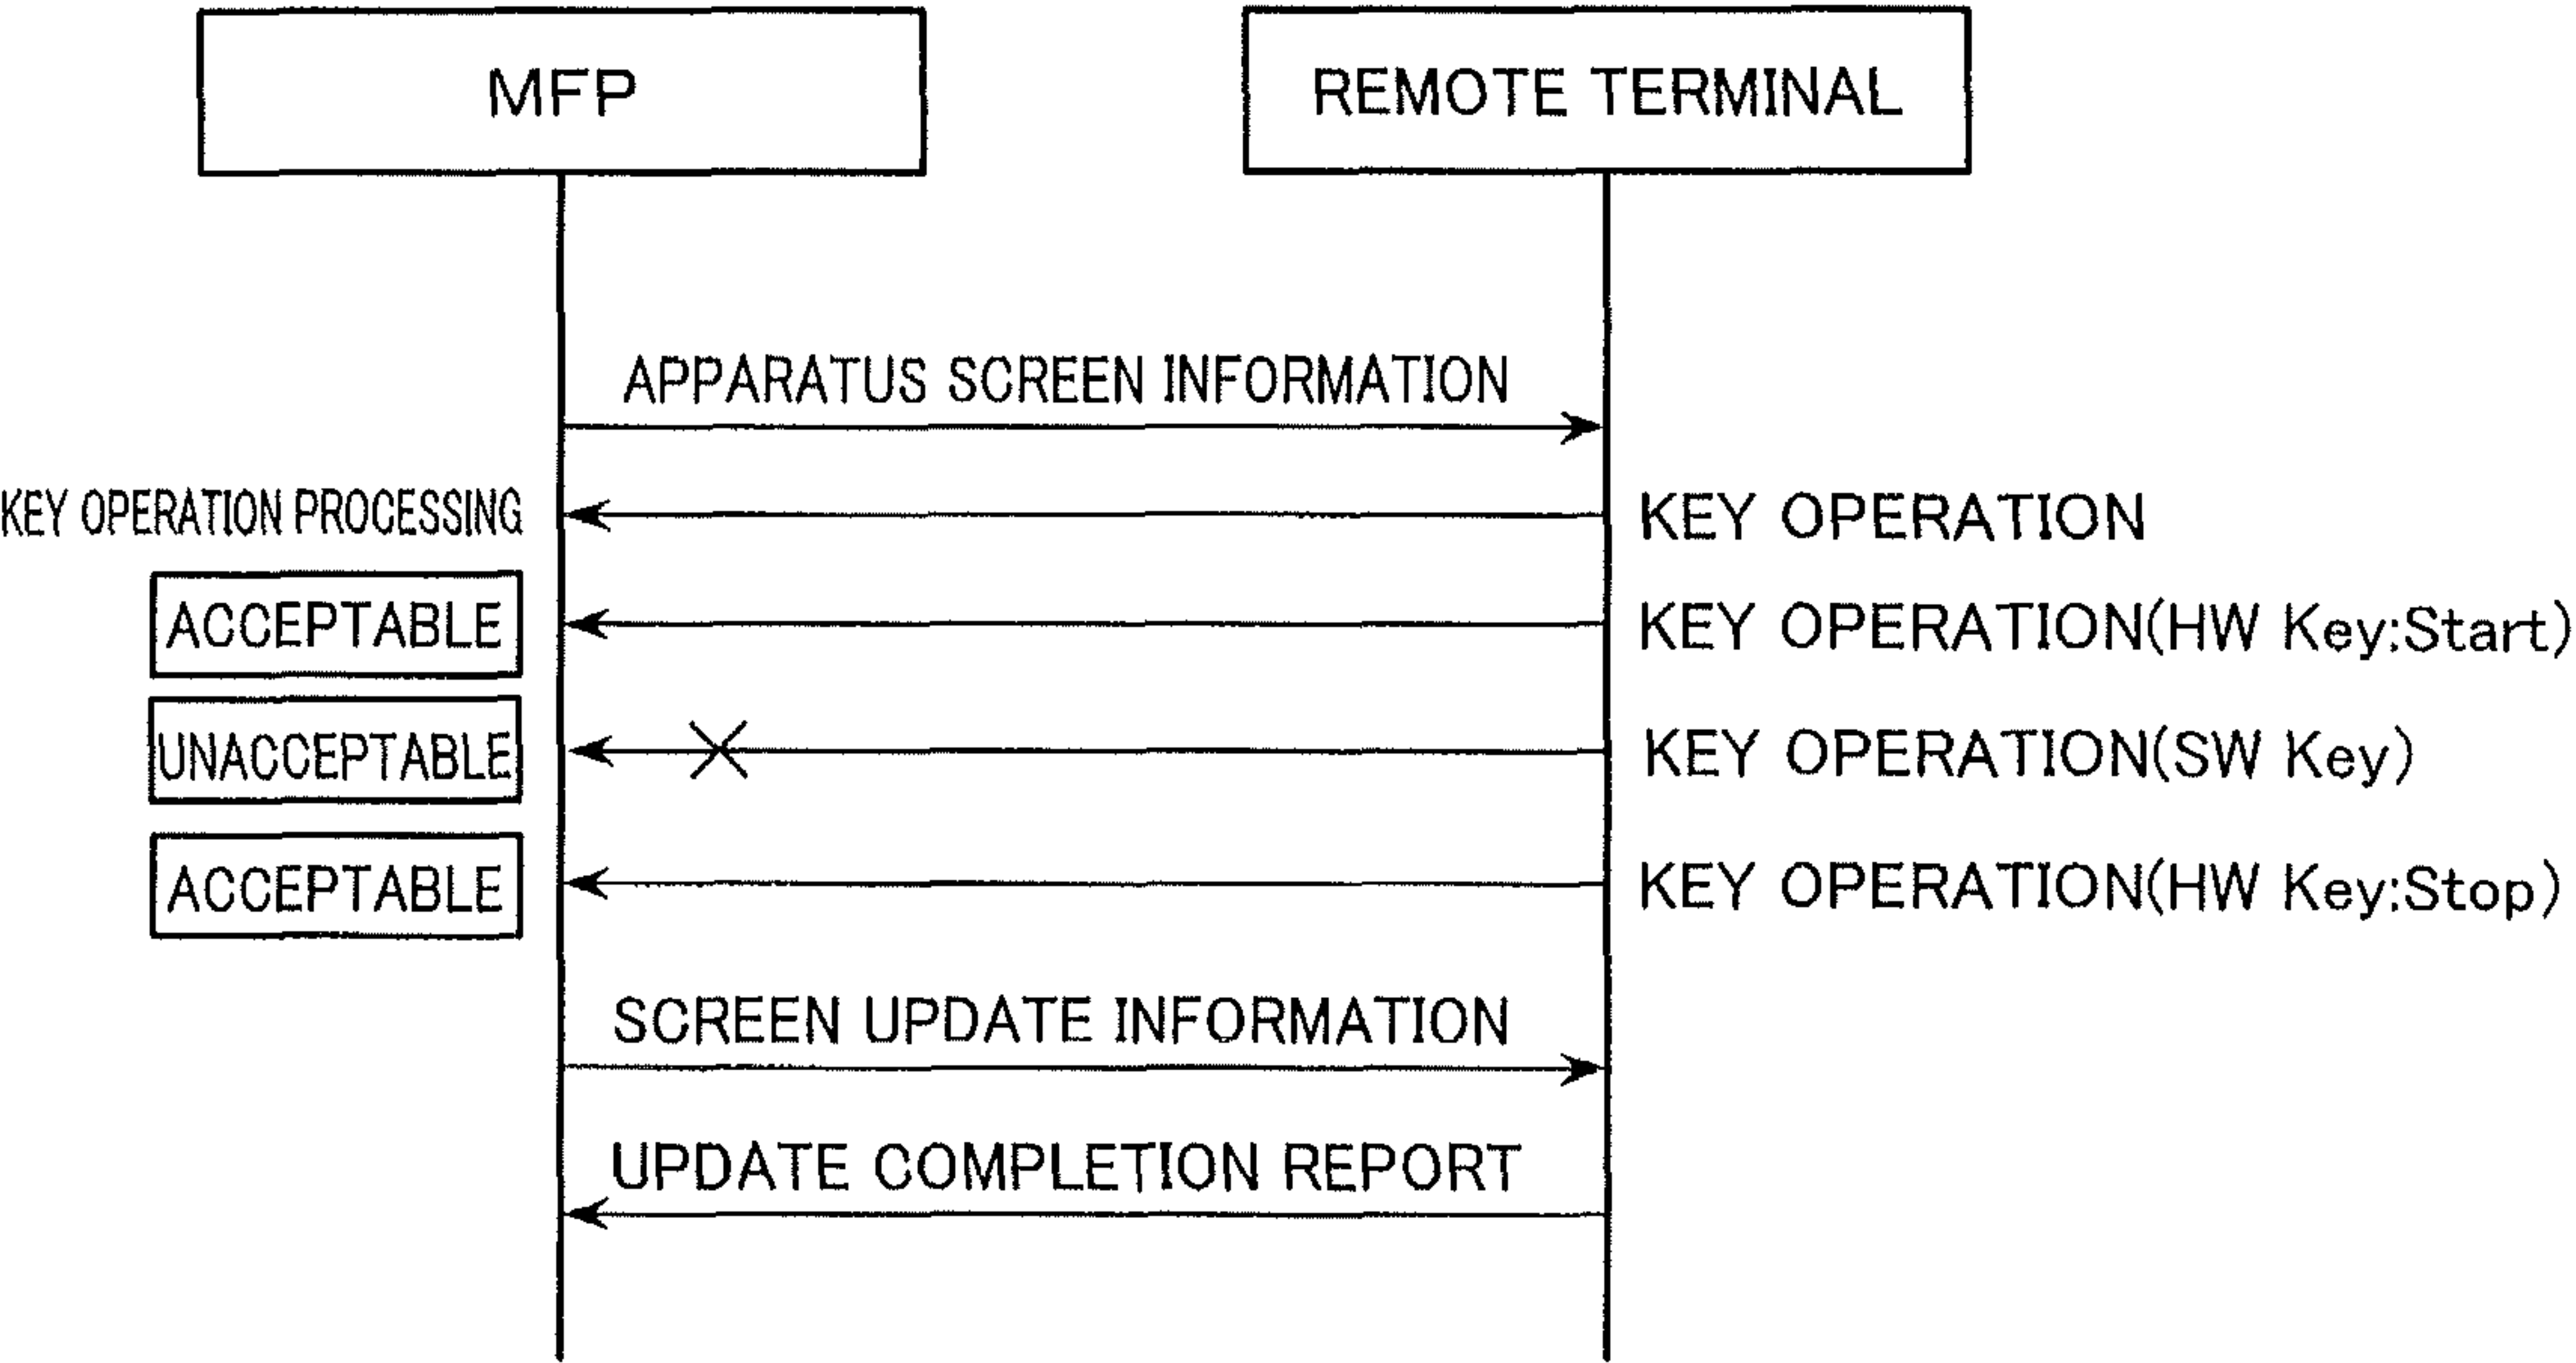 MFP
REMOTE TERMINAL
APPARATUS SCREEN INFORMATION
KEY OPERATION PROCESSING
KEY OPERATION
ACCEPTABLE
KEY OPERATION(HW Key:Start)
UNACCEPTABLE
KEY OPERATION(SW Key)
ACCEPTABLE
KEY OPERATION(HW Key:Stop)
SCREEN UPDATE INFORMATION
UPDATE COMPLETION REPORT